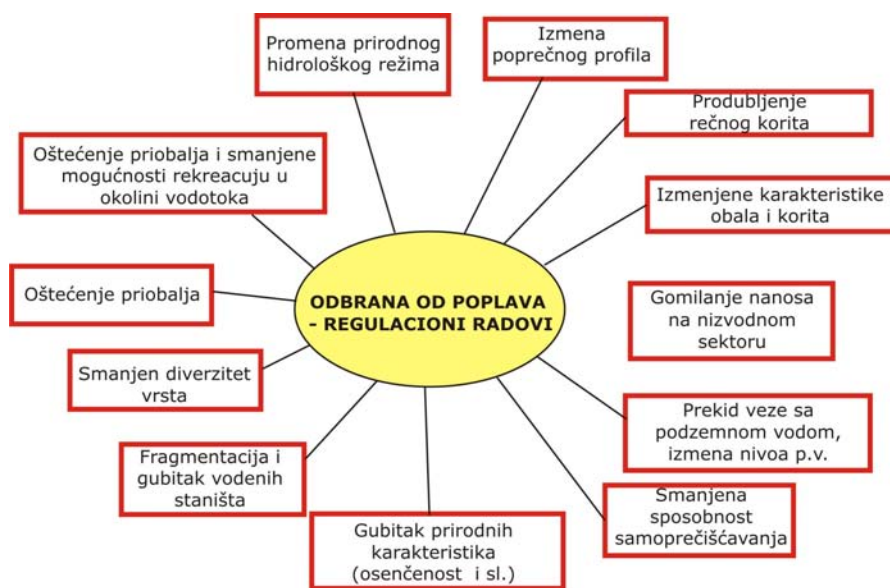 Promena prirodnog
hidrološkog režima
Izmena
poprečnog profila
Produbljenje
rečnog korita
Oštećenje priobalja i smanjene
mogućnosti rekreacuju u
okolini vodotoka
Izmenjene karakteristike
obala i korita
Oštećenje priobalja
ODBRANA OD POPLAVA
- REGULACIONI RADOVI
Gomilanje nanosa
na nizvodnom
sektoru
Smanjen diverzitet
vrsta
Prekid veze sa
podzemnom vodom,
izmena nivoa p.v.
Fragmentacija i
gubitak vodenih
staništa
Gubitak prirodnih
karakteristika
(osenčenost i sl.)
Smanjena
sposobnost
samoprečišćavanja